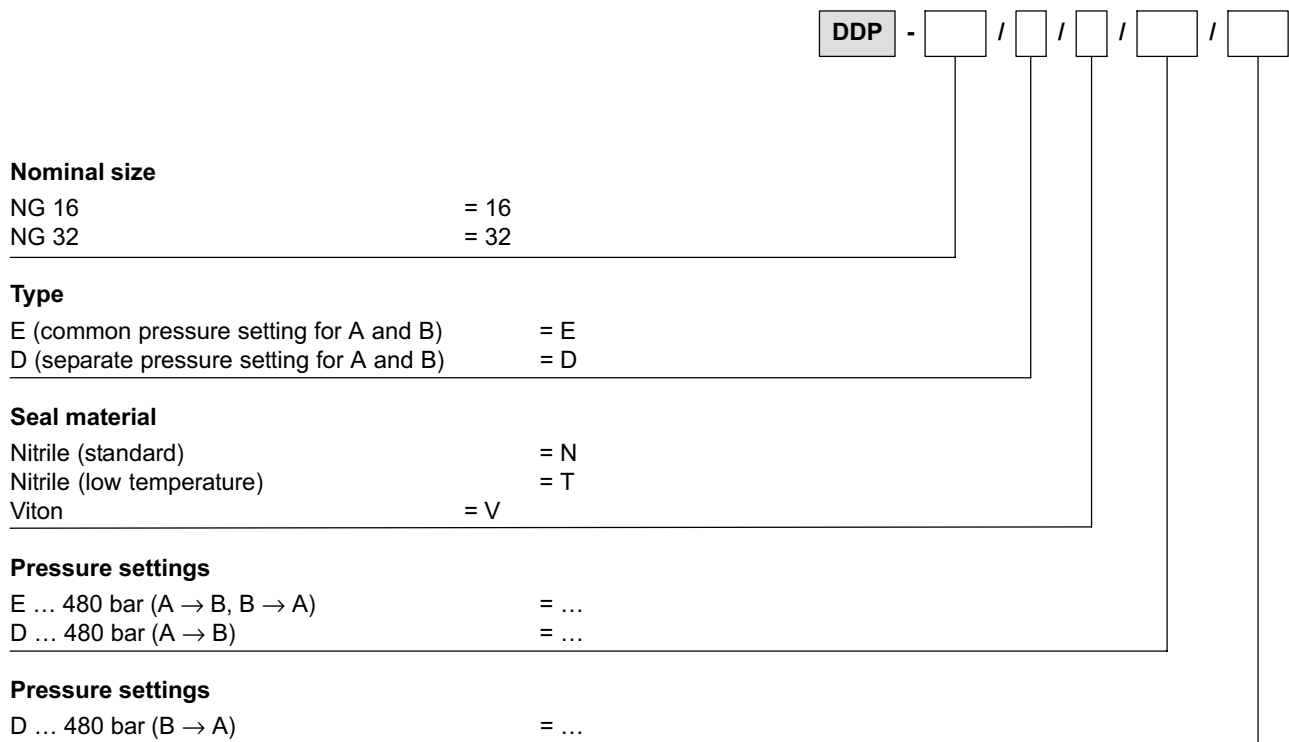 DDP - / / / /
Nominal size
NG 16 = 16
NG 32 = 32
Type
E (common pressure setting for A and B) = E
D (separate pressure setting for A and B) = D
Seal material
Nitrile (standard) = N
Nitrile (low temperature) = T
Viton = V
Pressure settings
E … 480 bar (A → B, B → A) = …
D … 480 bar (A → B) = …
Pressure settings
D … 480 bar (B → A) = …